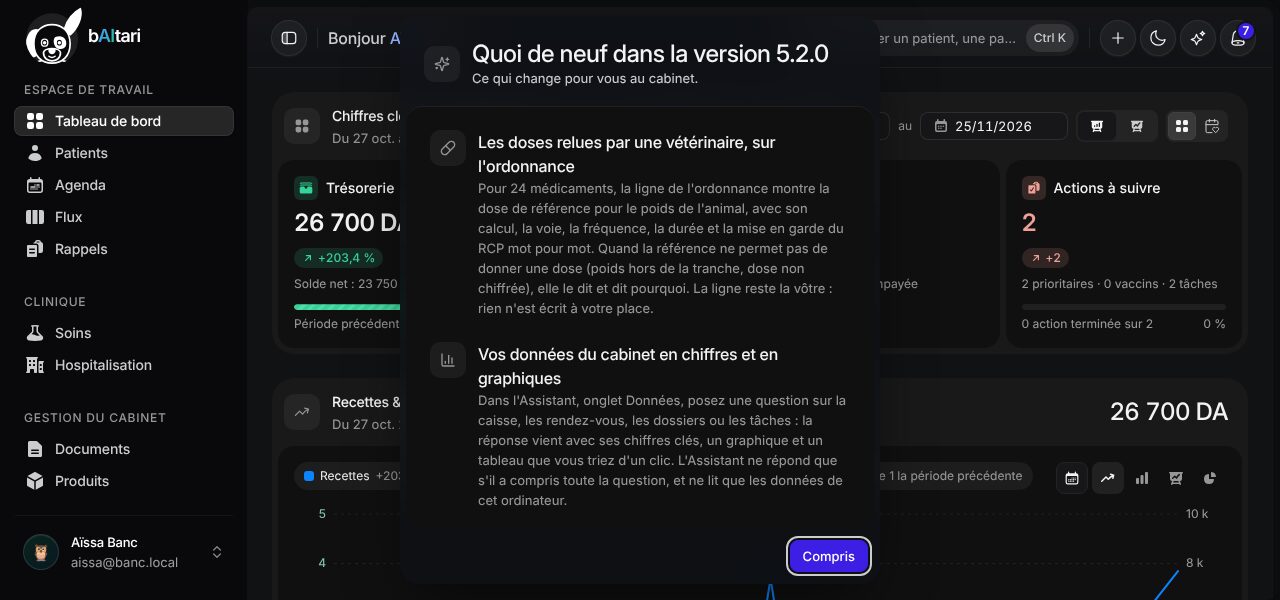 bAItari
ESPACE DE TRAVAIL
Tableau de bord
Patients
Agenda
Flux
Rappels
CLINIQUE
Soins
Hospitalisation
GESTION DU CABINET
Documents
Produits
Aïssa Banc
aissa@banc.local
Bonjour A
er un patient, une pa...
Ctrl K
7
Chiffres cl
Du 27 oct.
au
25/11/2026
Trésorerie
26 700 DA
+203,4 %
Solde net : 23 750
Période précédent
payée
Actions à suivre
2
+2
2 prioritaires · 0 vaccins · 2 tâches
0 action terminée sur 2
0 %
Recettes &
Du 27 oct.
26 700 DA
Recettes
e 1 la période précédente
5
4
10 k
8 k
Quoi de neuf dans la version 5.2.0
Ce qui change pour vous au cabinet.
Les doses relues par une vétérinaire, sur
l'ordonnance
Pour 24 médicaments, la ligne de l'ordonnance montre la
dose de référence pour le poids de l'animal, avec son
calcul, la voie, la fréquence, la durée et la mise en garde du
RCP mot pour mot. Quand la référence ne permet pas de
donner une dose (poids hors de la tranche, dose non
chiffrée), elle le dit et dit pourquoi. La ligne reste la vôtre :
rien n'est écrit à votre place.
Vos données du cabinet en chiffres et en
graphiques
Dans l'Assistant, onglet Données, posez une question sur la
caisse, les rendez-vous, les dossiers ou les tâches : la
réponse vient avec ses chiffres clés, un graphique et un
tableau que vous triez d'un clic. L'Assistant ne répond que
s'il a compris toute la question, et ne lit que les données de
cet ordinateur.
Compris